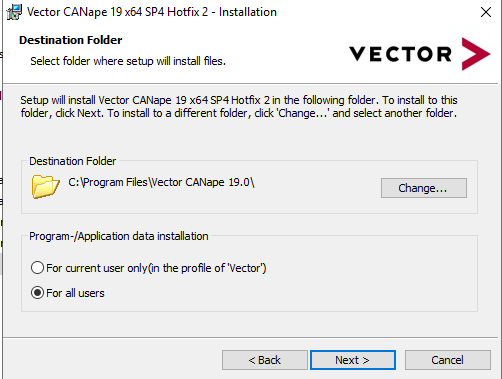 Vector CANape 19 x64 SP4 Hotfix 2 - Installation
Destination Folder
Select folder where setup will install files.
VECTOR
Setup will install Vector CANape 19 x64 SP4 Hotfix 2 in the following folder. To install to this
folder, click Next. To install to a different folder, click 'Change...' and select another folder.
Destination Folder
C:\Program Files\Vector CANape 19.0\
Change...
Program-/Application data installation
For current user only(in the profile of 'Vector')
For all users
< Back
Next >
Cancel